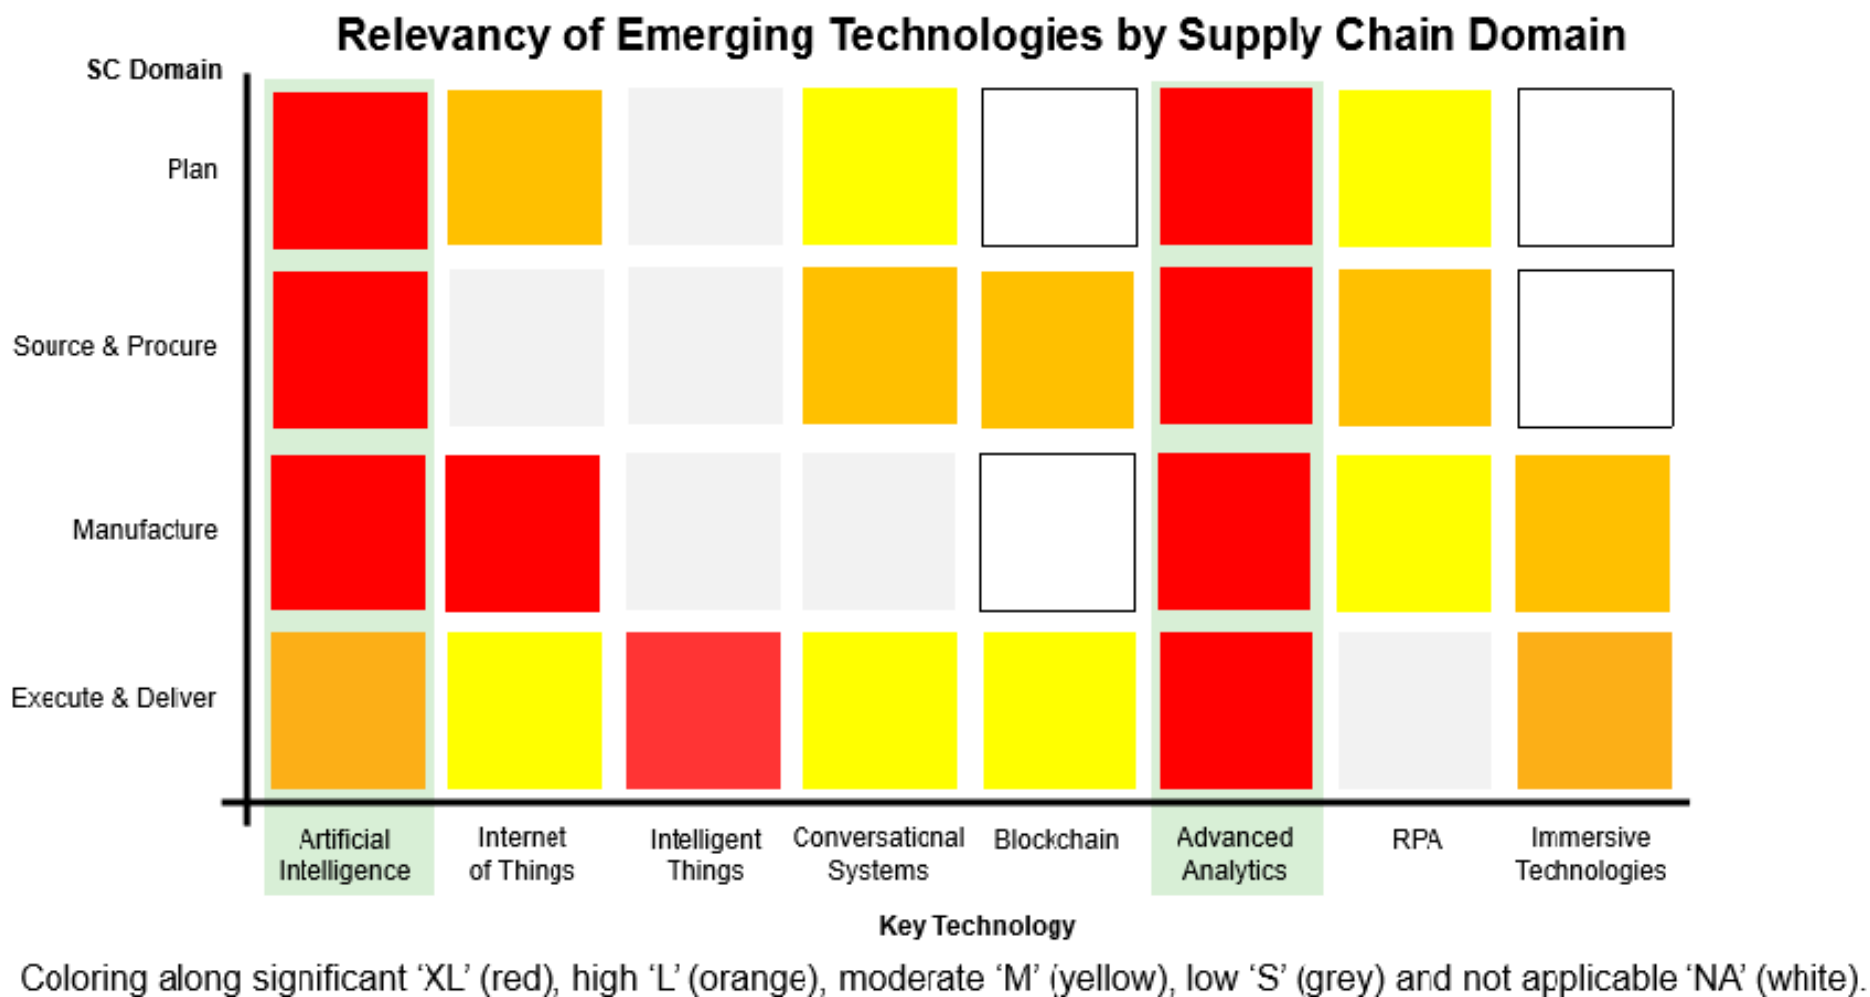 Relevancy of Emerging Technologies by Supply Chain Domain
SC Domain
Plan
Source & Procure
Manufacture
Execute & Deliver
Artificial
Intelligence
Internet
of Things
Intelligent
Things
Conversational
Systems
Blockchain
Advanced
Analytics
RPA
Immersive
Technologies
Key Technology
Coloring along significant ‘XL’ (red), high ‘L’ (orange), moderate ‘M’ (yellow), low ‘S’ (grey) and not applicable ‘NA’ (white).